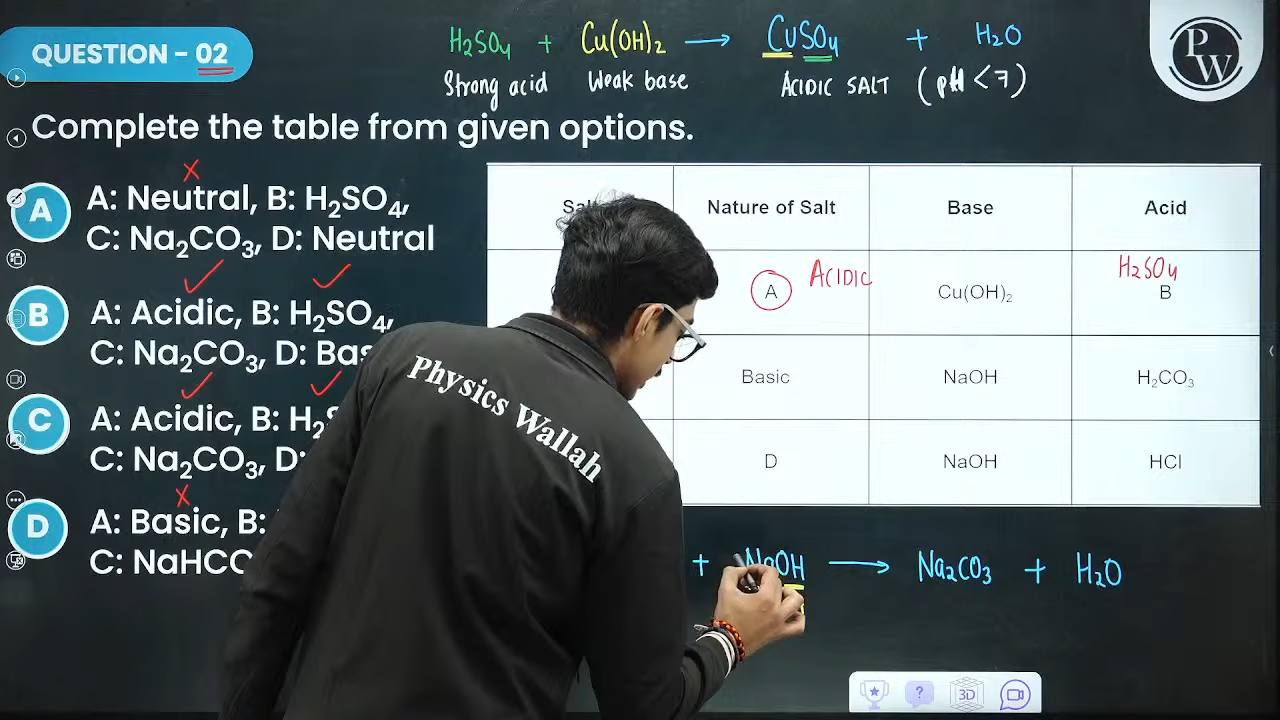 H2SO4 + Cu(OH)2 → CuSO4 + H2O
Strong acid Weak base ACIDIC SALT (pH < 7)
QUESTION - 02
PW
Complete the table from given options.
A
A: Neutral, B: H2SO4,
C: Na2CO3, D: Neutral
B
A: Acidic, B: H2SO4,
C: Na2CO3, D:
C
A: Acidic, B:
C: Na2CO3, D:
D
A: Basic, B:
C:
Nature of Salt Base Acid
A ACIDIC Cu(OH)2 H2SO4 B
Basic NaOH H2CO3
D NaOH HCl
+ NaOH → Na2CO3 + H2O
Physics Wallah
3D